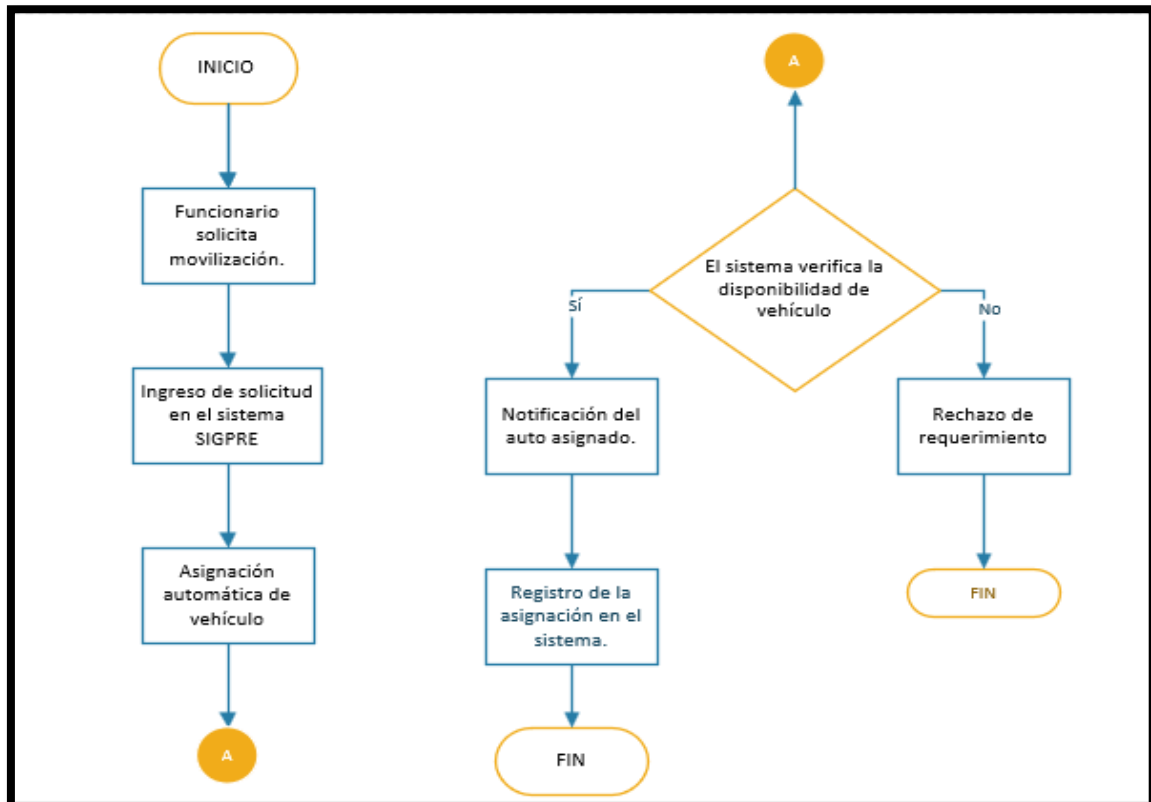 INICIO
Funcionario
solicita
movilización.
Ingreso de solicitud
en el sistema
SIGPRE
Asignación
automática de
vehículo
A
A
El sistema verifica la
disponibilidad de
vehículo
Sí
No
Notificación del
auto asignado.
Registro de la
asignación en el
sistema.
FIN
Rechazo de
requerimiento
FIN